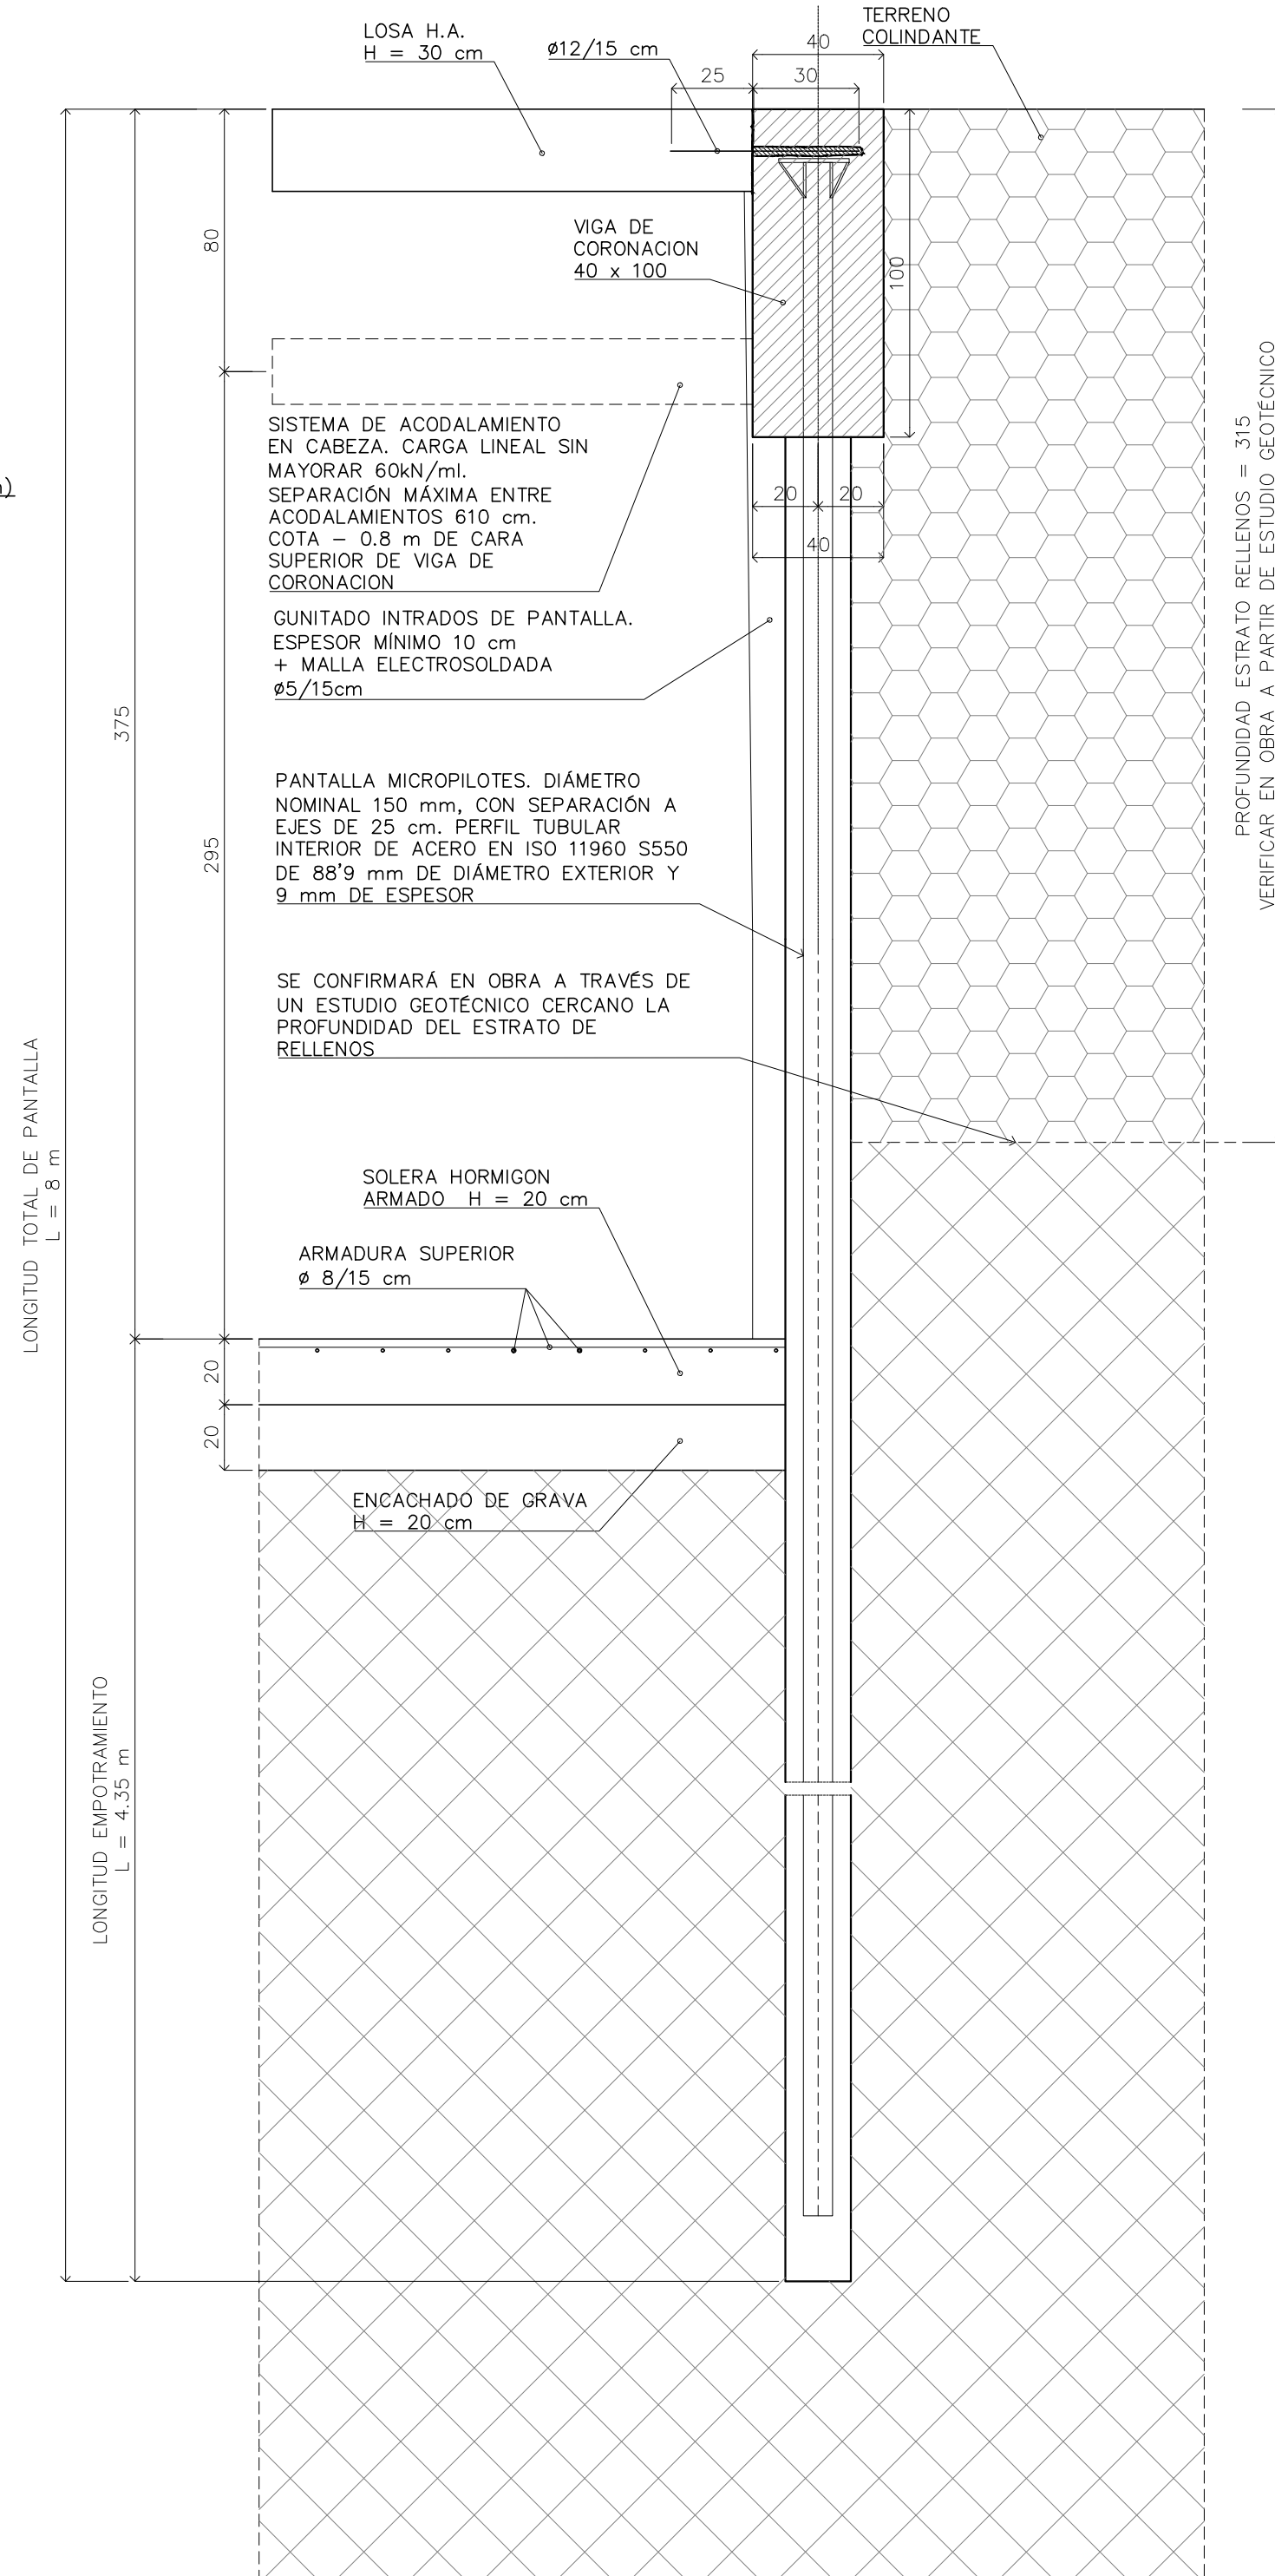 TERRENO
COLINDANTE
LOSA H.A.
H = 30 cm
ø12/15 cm
40
25
30
80
VIGA DE
CORONACION
40 x 100
100
SISTEMA DE ACODALAMIENTO
EN CABEZA. CARGA LINEAL SIN
MAYORAR 60kN/ml.
SEPARACIÓN MÁXIMA ENTRE
ACODALAMIENTOS 610 cm.
COTA - 0.8 m DE CARA
SUPERIOR DE VIGA DE
CORONACION
20
20
40
GUNITADO INTRADOS DE PANTALLA.
ESPESOR MÍNIMO 10 cm
+ MALLA ELECTROSOLDADA
ø5/15cm
375
295
PANTALLA MICROPILOTES. DIÁMETRO
NOMINAL 150 mm, CON SEPARACIÓN A
EJES DE 25 cm. PERFIL TUBULAR
INTERIOR DE ACERO EN ISO 11960 S550
DE 88'9 mm DE DIÁMETRO EXTERIOR Y
9 mm DE ESPESOR
PROFUNDIDAD ESTRATO RELLENOS = 315
VERIFICAR EN OBRA A PARTIR DE ESTUDIO GEOTÉCNICO
SE CONFIRMARÁ EN OBRA A TRAVÉS DE
UN ESTUDIO GEOTÉCNICO CERCANO LA
PROFUNDIDAD DEL ESTRATO DE
RELLENOS
LONGITUD TOTAL DE PANTALLA
L = 8 m
SOLERA HORMIGON
ARMADO H = 20 cm
ARMADURA SUPERIOR
ø 8/15 cm
20
20
ENCACHADO DE GRAVA
H = 20 cm
LONGITUD EMPOTRAMIENTO
L = 4.35 m